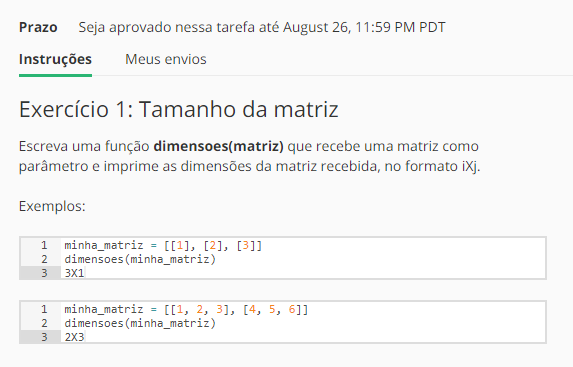 Prazo Seja aprovado nessa tarefa até August 26, 11:59 PM PDT
Instruções Meus envios
Exercício 1: Tamanho da matriz
Escreva uma função dimensoes(matriz) que recebe uma matriz como
parâmetro e imprime as dimensões da matriz recebida, no formato iXj.
Exemplos:
1 minha_matriz = [[1], [2], [3]]
2 dimensoes(minha_matriz)
3 3X1
1 minha_matriz = [[1, 2, 3], [4, 5, 6]]
2 dimensoes(minha_matriz)
3 2X3